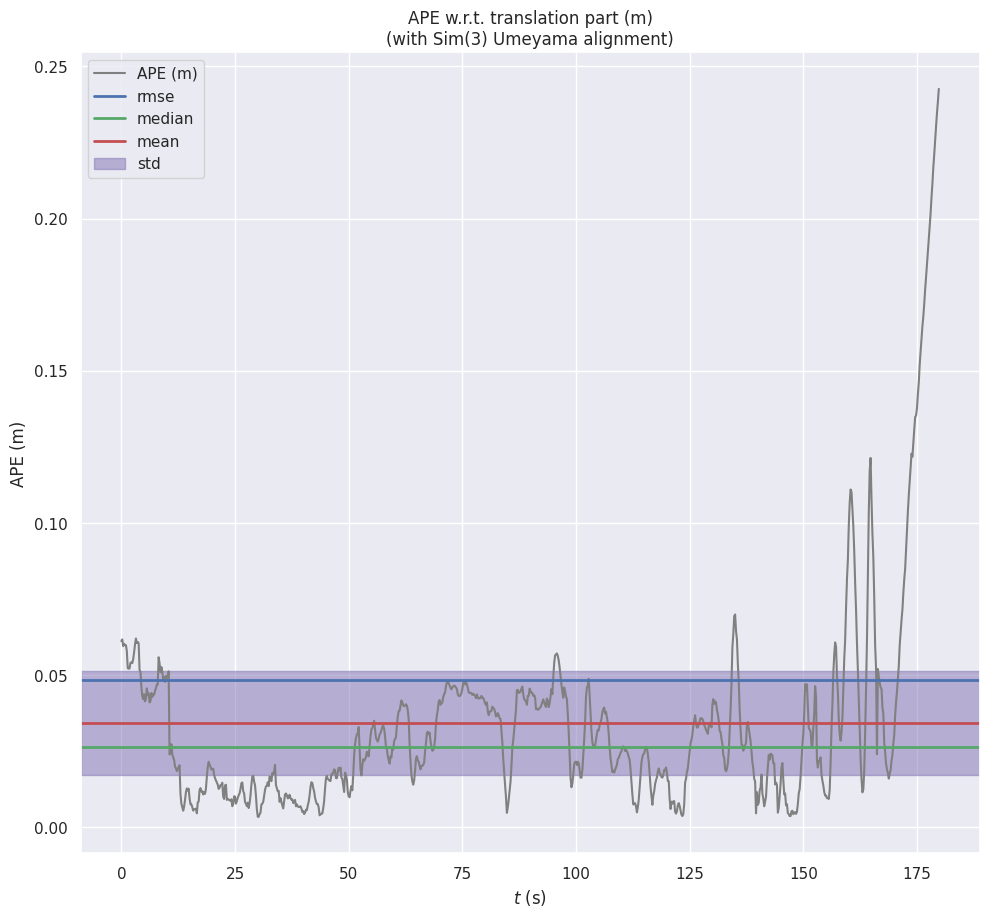 APE w.r.t. translation part (m)
(with Sim(3) Umeyama alignment)
APE (m)
rmse
median
mean
std
0.25
0.20
0.15
0.10
0.05
0.00
APE (m)
0 25 50 75 100 125 150 175
t (s)